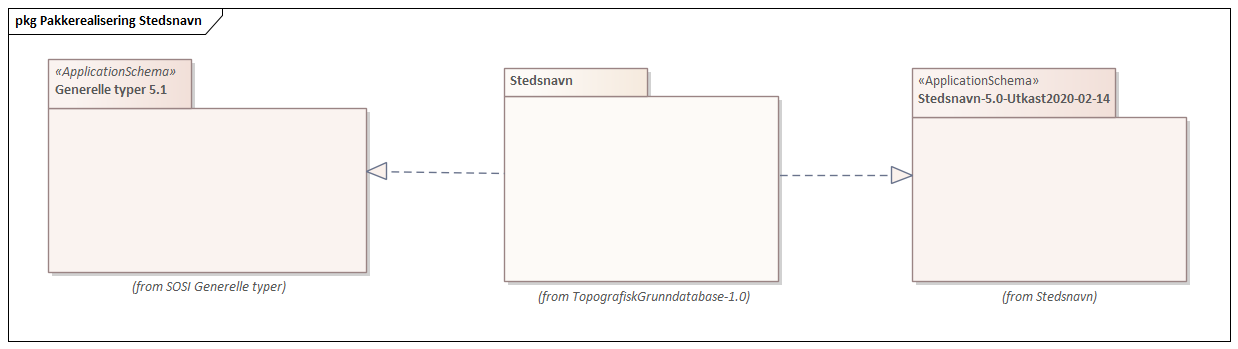 pkg Pakkerealisering Stedsnavn
«ApplicationSchema»
Generelle typer 5.1
(from SOSI Generelle typer)
Stedsnavn
(from TopografiskGrunndatabase-1.0)
«ApplicationSchema»
Stedsnavn-5.0-Utkast2020-02-14
(from Stedsnavn)